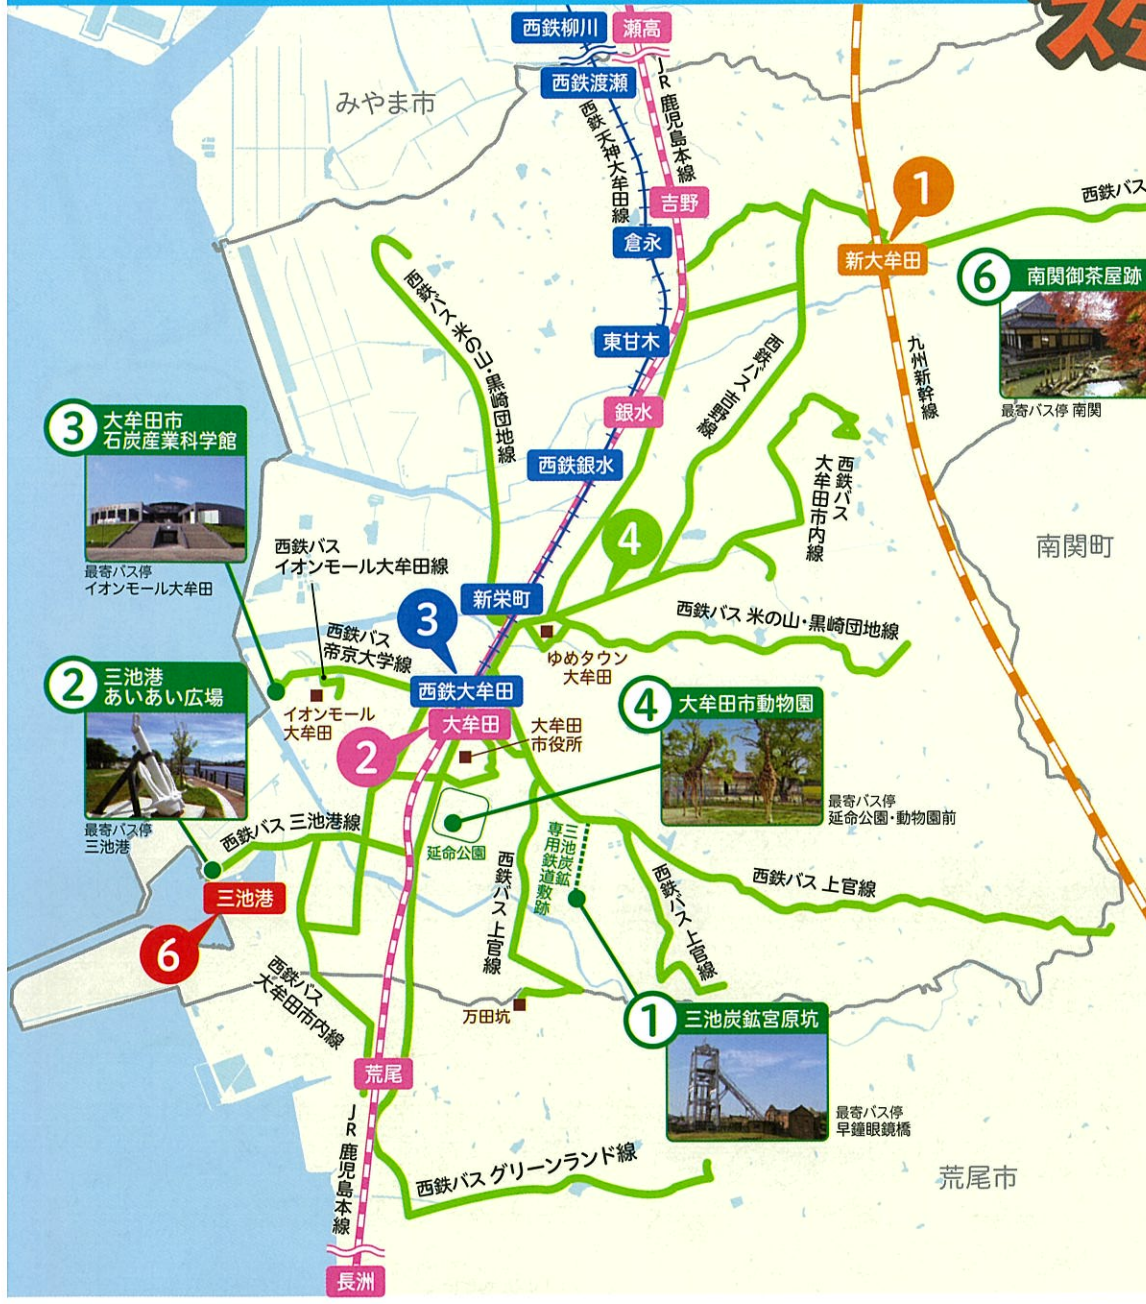 西鉄柳川
瀬高
西鉄渡瀬
みやま市
JR 鹿児島本線
西鉄 天神大牟田線
吉野
1
西鉄バス
倉永
新大牟田
6
南関御茶屋跡
最寄バス停 南関
西鉄バス 米の山・黒崎団地線
東甘木
西鉄バス 吉野線
九州新幹線
銀水
3
大牟田市
石炭産業科学館
最寄バス停
イオンモール大牟田
西鉄銀水
西鉄バス
大牟田市内線
4
南関町
西鉄バス
イオンモール大牟田線
新栄町
3
西鉄バス 米の山・黒崎団地線
西鉄バス
帝京大学線
ゆめタウン
大牟田
2
三池港
あいあい広場
最寄バス停
三池港
西鉄大牟田
イオンモール
大牟田
大牟田
2
大牟田
市役所
4
大牟田市動物園
最寄バス停
延命公園・動物園前
西鉄バス 三池港線
延命公園
三池炭鉱
専用鉄道敷跡
西鉄バス 上官線
西鉄バス 上官線
西鉄バス 上官線
三池港
6
西鉄バス
大牟田市内線
万田坑
1
三池炭鉱宮原坑
最寄バス停
早鐘眼鏡橋
荒尾
JR 鹿児島本線
西鉄バス グリーンランド線
荒尾市
長洲